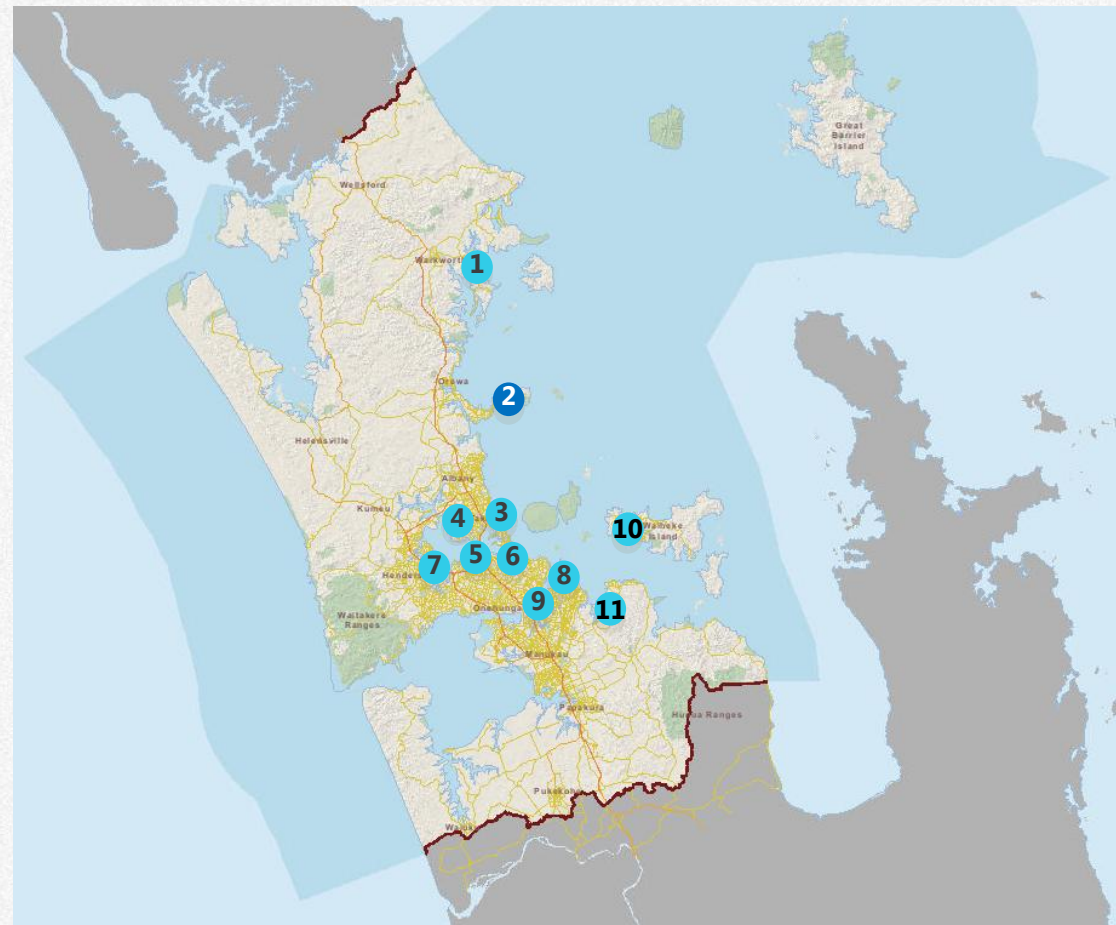 Great
Barrier
Island
Wellsford
Warkworth
1
Orewa
2
Helensville
Albany
Kumeu
4
3
10
Waiheke
Island
5
6
7
Henders
8
9
Onehunga
11
Waitakere
Ranges
Manukau
Papakura
Hunua Ranges
Pukekohe